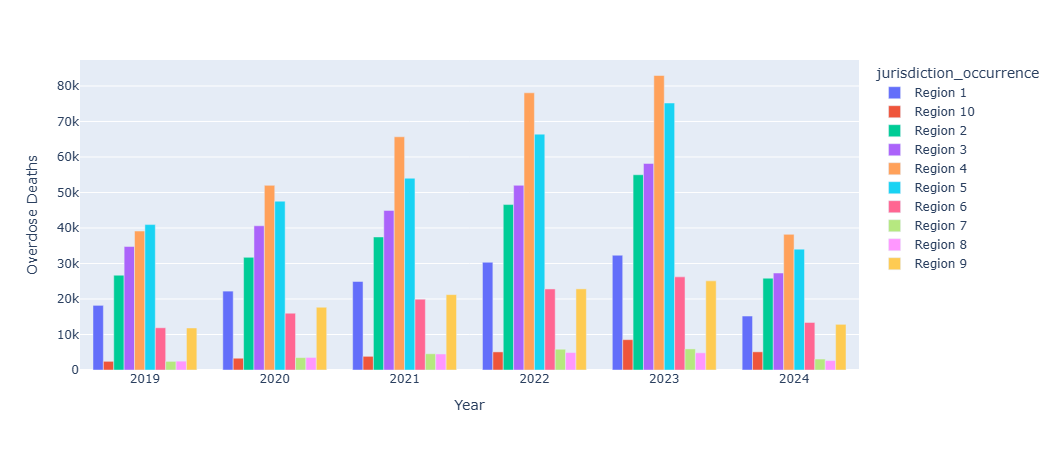 jurisdiction_occurrence
Region 1
Region 10
Region 2
Region 3
Region 4
Region 5
Region 6
Region 7
Region 8
Region 9
Overdose Deaths
80k
70k
60k
50k
40k
30k
20k
10k
0
2019 2020 2021 2022 2023 2024
Year